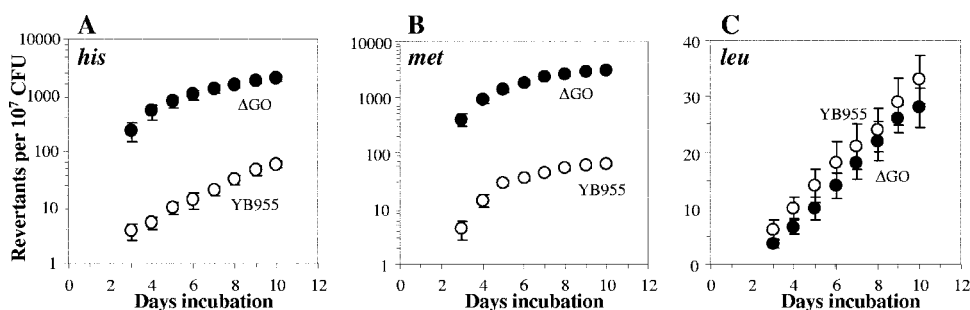 A
his
10000
1000
100
10
1
ΔGO
YB955
0 2 4 6 8 10 12
Days incubation
Revertants per 10⁷ CFU
B
met
10000
1000
100
10
1
ΔGO
YB955
0 2 4 6 8 10 12
Days incubation
C
leu
40
30
20
10
0
YB955
ΔGO
0 2 4 6 8 10 12
Days incubation